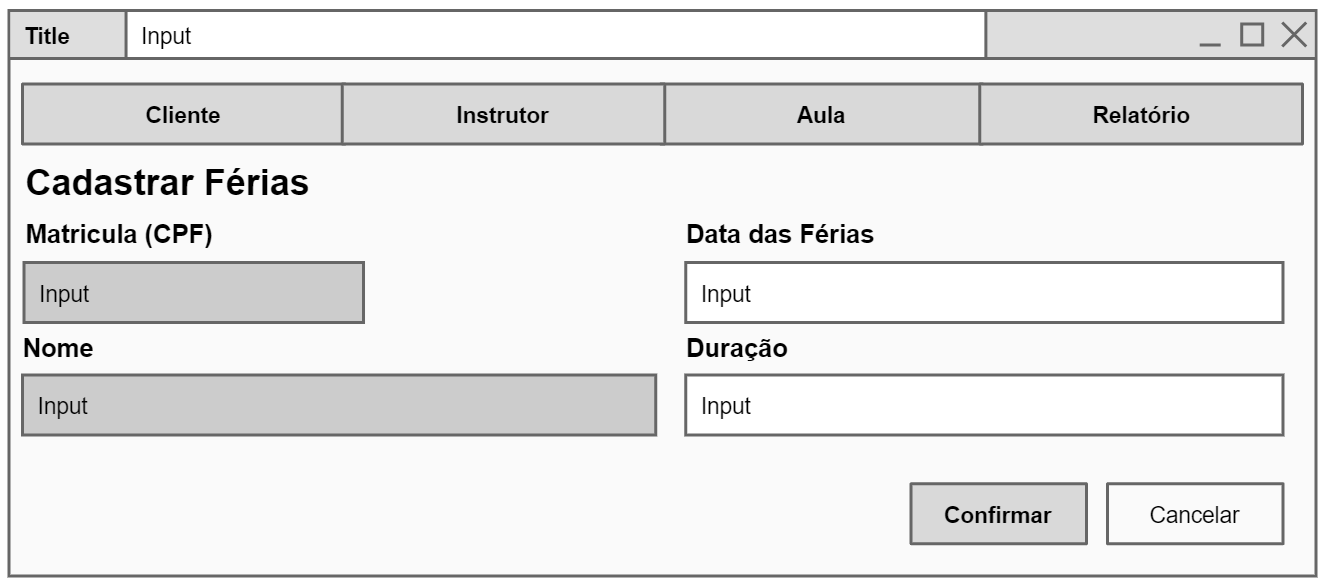 Title Input
Cliente Instrutor Aula Relatório
Cadastrar Férias
Matricula (CPF) Data das Férias
Input Input
Nome Duração
Input Input
Confirmar Cancelar